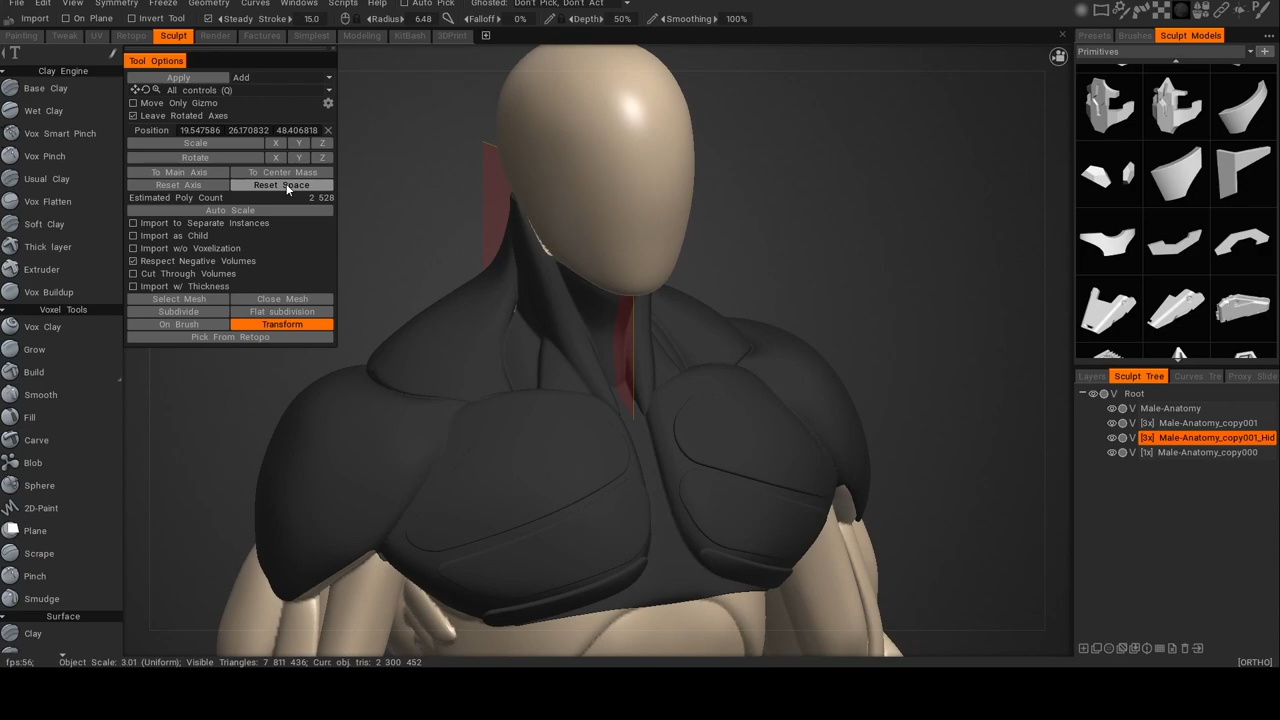 File Edit View Symmetry Freeze Geometry Curves Windows Scripts Help Auto Pick Ghosted: Don't Pick, Don't Act
Import On Plane Invert Tool Steady Stroke 15.0 Radius 6.48 Falloff 0% Depth 50% Smoothing 100%
Painting Tweak UV Retopo Sculpt Render Factures Simplest Modeling KitBash 3DPrint
Presets Brushes Sculpt Models
Primitives
T
Clay Engine
Base Clay
Wet Clay
Vox Smart Pinch
Vox Pinch
Usual Clay
Vox Flatten
Soft Clay
Thick layer
Extruder
Vox Buildup
Voxel Tools
Vox Clay
Grow
Build
Smooth
Fill
Carve
Blob
Sphere
2D-Paint
Plane
Scrape
Pinch
Smudge
Surface
Clay
Tool Options
Apply Add
All controls (Q)
Move Only Gizmo
Leave Rotated Axes
Position 19.547586 26.170832 48.406818
Scale X Y Z
Rotate X Y Z
To Main Axis To Center Mass
Reset Axis Reset Space
Estimated Poly Count 2 528
Auto Scale
Import to Separate Instances
Import as Child
Import w/o Voxelization
Respect Negative Volumes
Cut Through Volumes
Import w/ Thickness
Select Mesh Close Mesh
Subdivide Flat subdivision
On Brush Transform
Pick From Retopo
Layers Sculpt Tree Curves Tre Proxy Slide
V Root
V Male-Anatomy
V [3x] Male-Anatomy_copy001
V [3x] Male-Anatomy_copy001_Hid
V [1x] Male-Anatomy_copy000
fps:56; Object Scale: 3.01 (Uniform); Visible Triangles: 7 811 436; Curr. obj. tris: 2 300 452
[ORTHO]